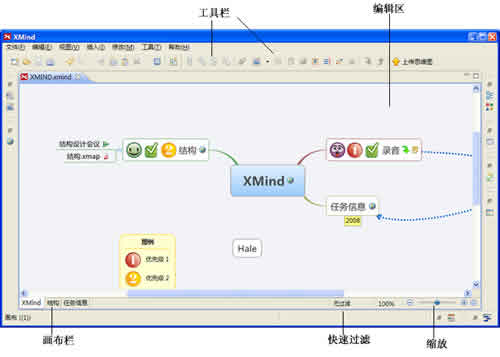 工具栏
编辑区
XMind
文件(F) 编辑(E) 视图(V) 插入(I) 修改(M) 工具(T) 帮助(H)
上传思维图
XMIND.xmind
结构设计会议
结构.xmap
2 结构
XMind
1 录音
任务信息
2008
图例
1 优先级 1
2 优先级 2
Hale
XMind 结构 任务信息
无过滤 100%
画布 ((1))
画布栏
快速过滤
缩放